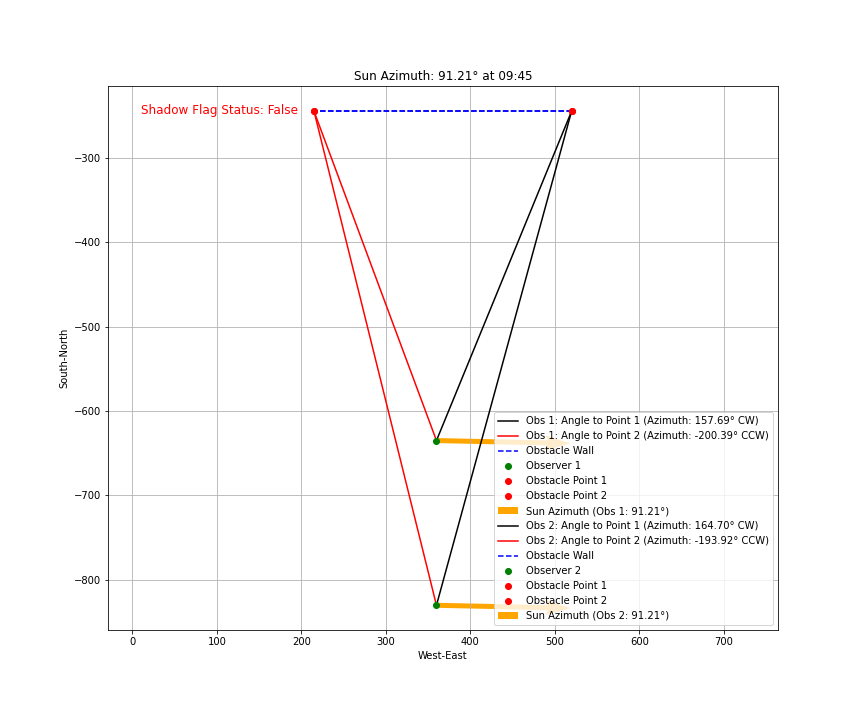 Sun Azimuth: 91.21° at 09:45
Shadow Flag Status: False
−300
−400
−500
−600
−700
−800
South-North
Obs 1: Angle to Point 1 (Azimuth: 157.69° CW)
Obs 1: Angle to Point 2 (Azimuth: -200.39° CCW)
Obstacle Wall
Observer 1
Obstacle Point 1
Obstacle Point 2
Sun Azimuth (Obs 1: 91.21°)
Obs 2: Angle to Point 1 (Azimuth: 164.70° CW)
Obs 2: Angle to Point 2 (Azimuth: -193.92° CCW)
Obstacle Wall
Observer 2
Obstacle Point 1
Obstacle Point 2
Sun Azimuth (Obs 2: 91.21°)
0 100 200 300 400 500 600 700
West-East